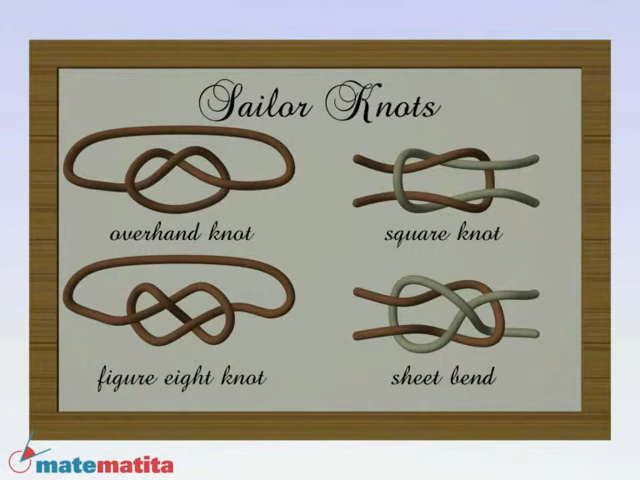 Sailor Knots
overhand knot
square knot
figure eight knot
sheet bend
matematita